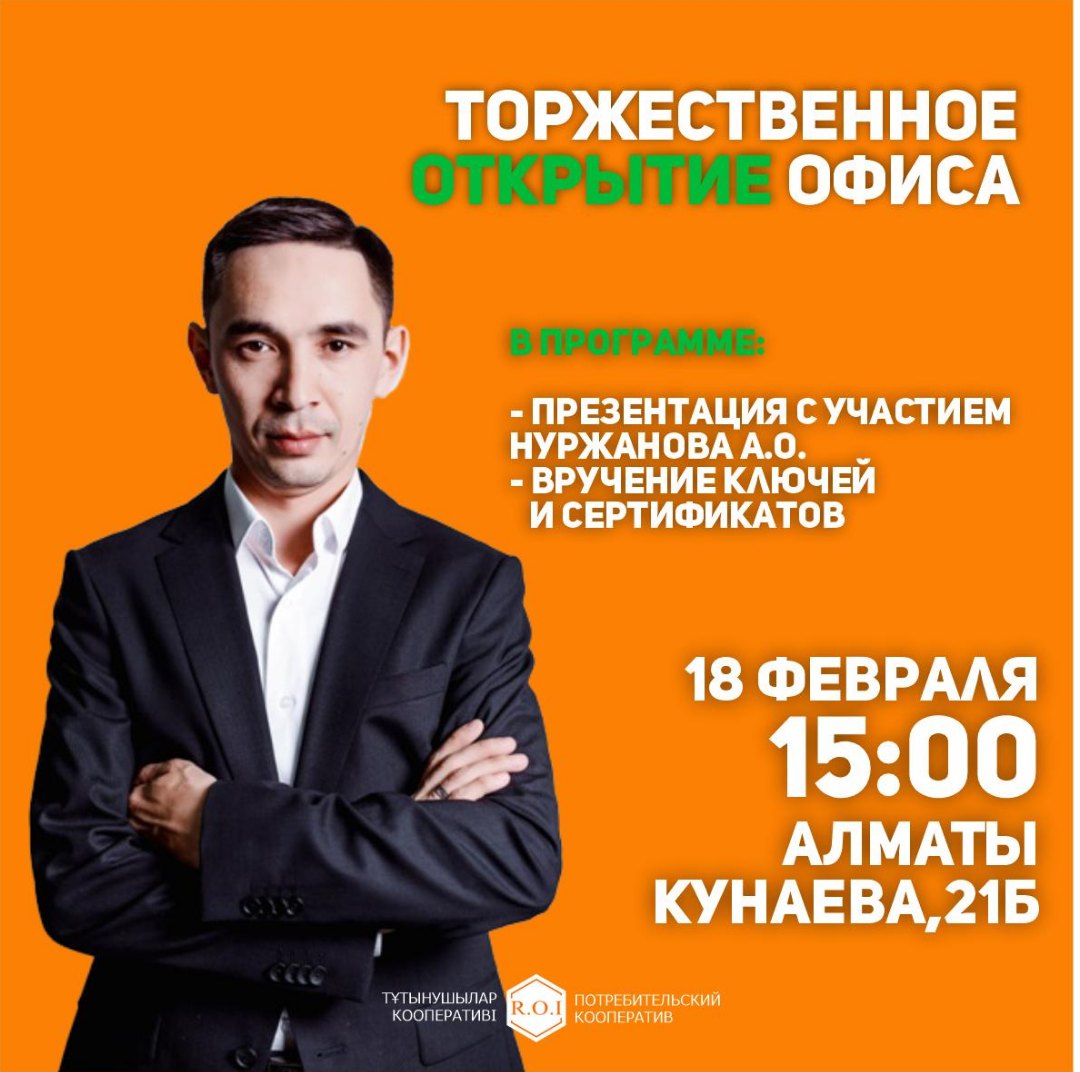 ТОРЖЕСТВЕННОЕ
ОТКРЫТИЕ ОФИСА
В ПРОГРАММЕ:
- ПРЕЗЕНТАЦИЯ С УЧАСТИЕМ
НУРЖАНОВА А.О.
- ВРУЧЕНИЕ КЛЮЧЕЙ
И СЕРТИФИКАТОВ
18 ФЕВРАЛЯ
15:00
АЛМАТЫ
КУНАЕВА,21Б
ТҰТЫНУШЫЛАР
КООПЕРАТИВІ
R.O.I
ПОТРЕБИТЕЛЬСКИЙ
КООПЕРАТИВ